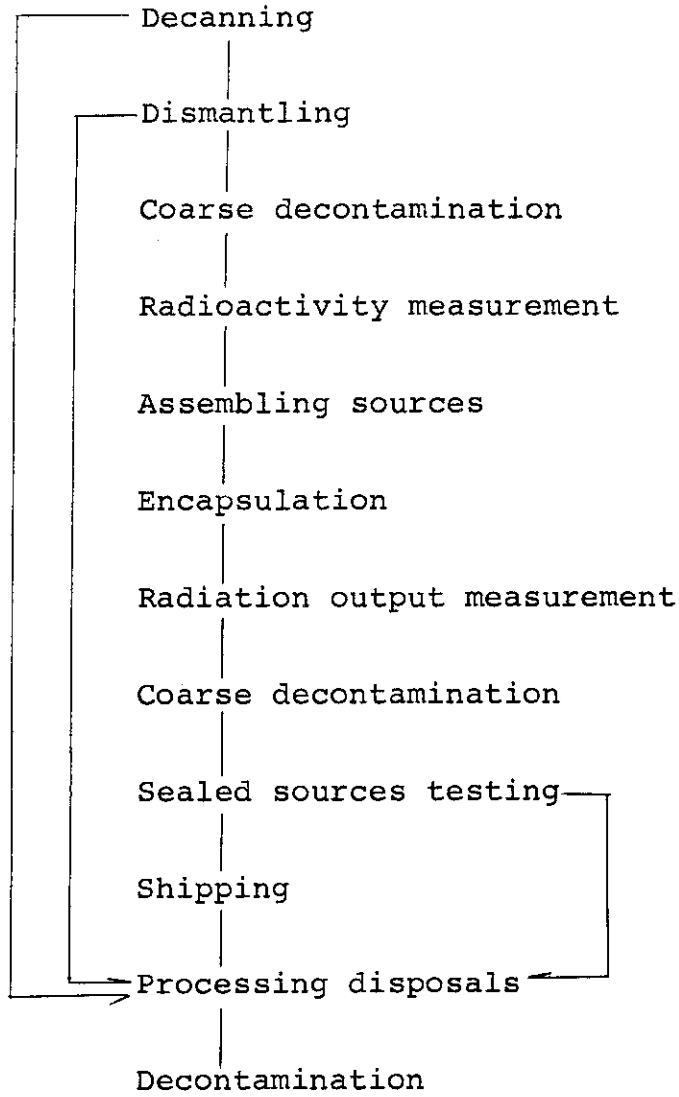 Decanning
Dismantling
Coarse decontamination
Radioactivity measurement
Assembling sources
Encapsulation
Radiation output measurement
Coarse decontamination
Sealed sources testing
Shipping
Processing disposals
Decontamination